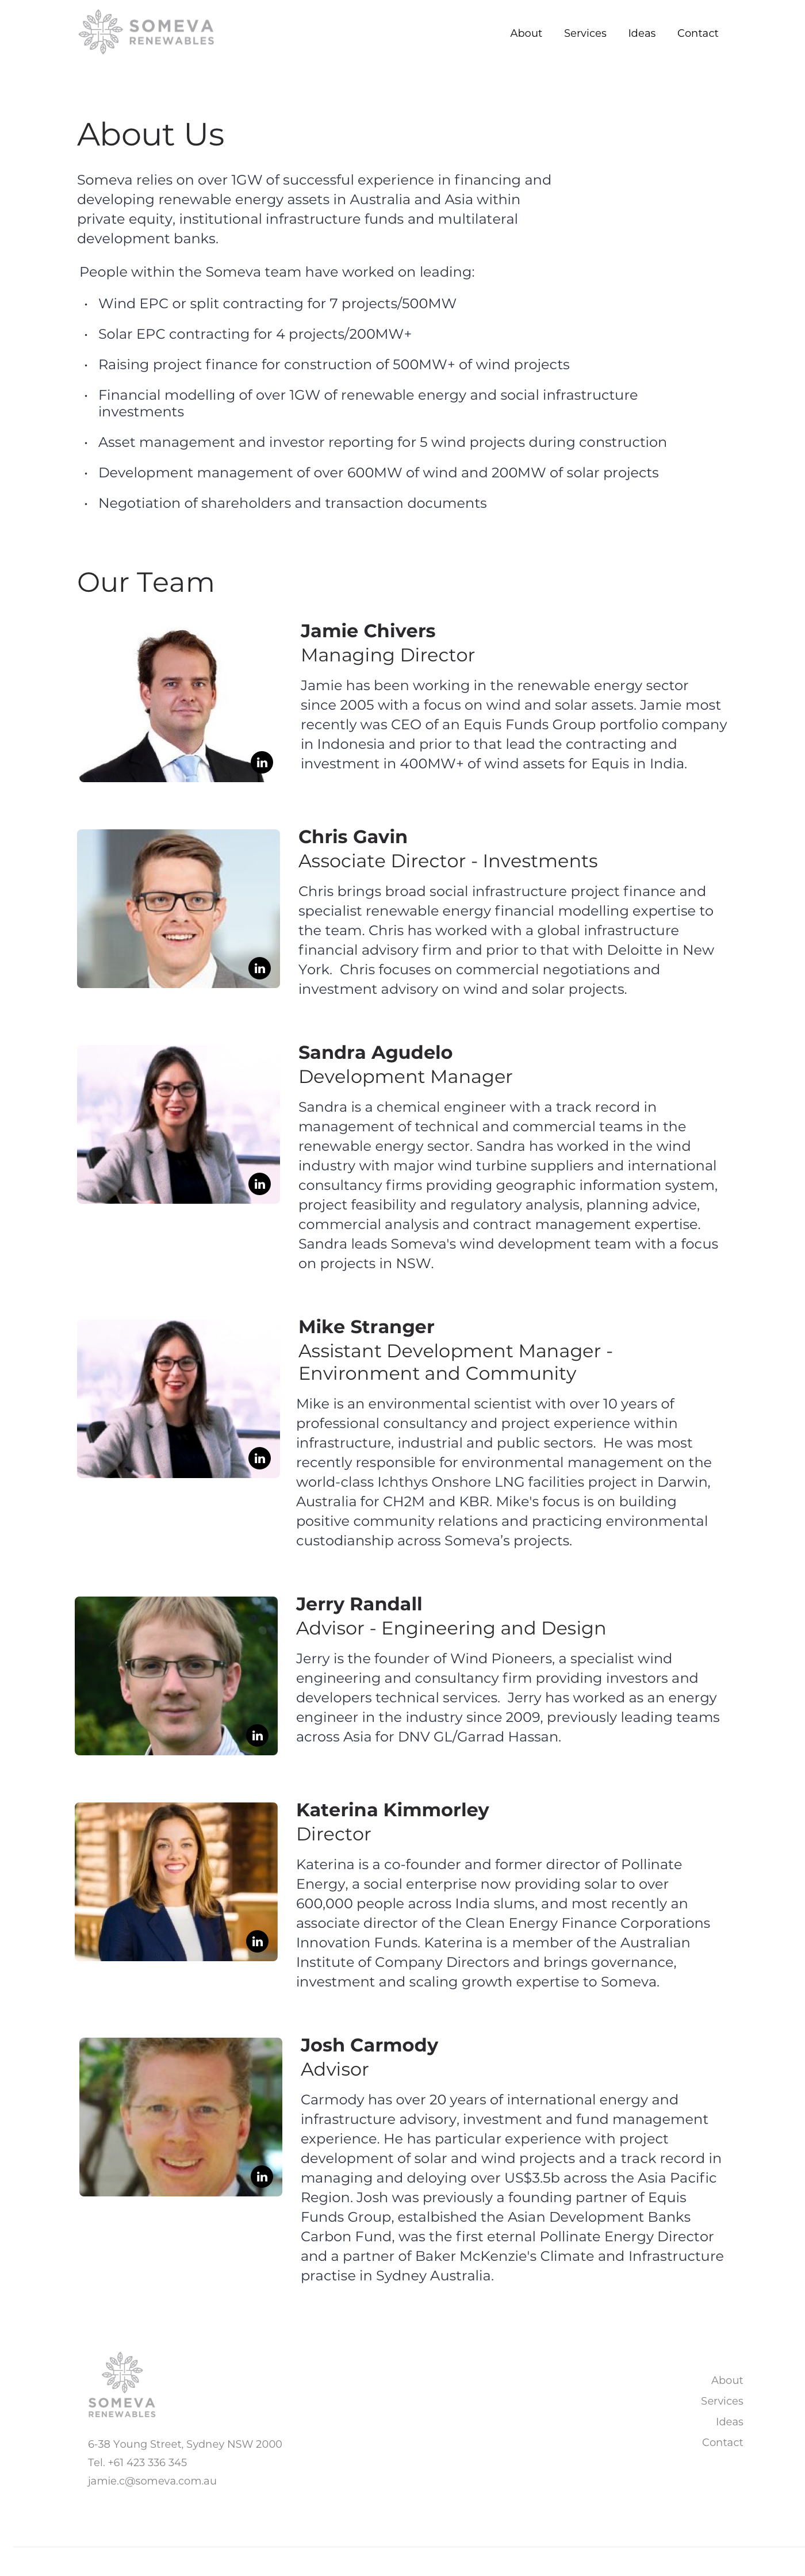 SOMEVA
RENEWABLES
About Services Ideas Contact
About Us
Someva relies on over 1GW of successful experience in financing and
developing renewable energy assets in Australia and Asia within
private equity, institutional infrastructure funds and multilateral
development banks.
People within the Someva team have worked on leading:
• Wind EPC or split contracting for 7 projects/500MW
• Solar EPC contracting for 4 projects/200MW+
• Raising project finance for construction of 500MW+ of wind projects
• Financial modelling of over 1GW of renewable energy and social infrastructure
investments
• Asset management and investor reporting for 5 wind projects during construction
• Development management of over 600MW of wind and 200MW of solar projects
• Negotiation of shareholders and transaction documents
Our Team
Jamie Chivers
Managing Director
Jamie has been working in the renewable energy sector
since 2005 with a focus on wind and solar assets. Jamie most
recently was CEO of an Equis Funds Group portfolio company
in Indonesia and prior to that lead the contracting and
investment in 400MW+ of wind assets for Equis in India.
in
Chris Gavin
Associate Director - Investments
Chris brings broad social infrastructure project finance and
specialist renewable energy financial modelling expertise to
the team. Chris has worked with a global infrastructure
financial advisory firm and prior to that with Deloitte in New
York.  Chris focuses on commercial negotiations and
investment advisory on wind and solar projects.
in
Sandra Agudelo
Development Manager
Sandra is a chemical engineer with a track record in
management of technical and commercial teams in the
renewable energy sector. Sandra has worked in the wind
industry with major wind turbine suppliers and international
consultancy firms providing geographic information system,
project feasibility and regulatory analysis, planning advice,
commercial analysis and contract management expertise.
Sandra leads Someva's wind development team with a focus
on projects in NSW.
in
Mike Stranger
Assistant Development Manager -
Environment and Community
Mike is an environmental scientist with over 10 years of
professional consultancy and project experience within
infrastructure, industrial and public sectors.  He was most
recently responsible for environmental management on the
world-class Ichthys Onshore LNG facilities project in Darwin,
Australia for CH2M and KBR. Mike's focus is on building
positive community relations and practicing environmental
custodianship across Someva’s projects.
in
Jerry Randall
Advisor - Engineering and Design
Jerry is the founder of Wind Pioneers, a specialist wind
engineering and consultancy firm providing investors and
developers technical services.  Jerry has worked as an energy
engineer in the industry since 2009, previously leading teams
across Asia for DNV GL/Garrad Hassan.
in
Katerina Kimmorley
Director
Katerina is a co-founder and former director of Pollinate
Energy, a social enterprise now providing solar to over
600,000 people across India slums, and most recently an
associate director of the Clean Energy Finance Corporations
Innovation Funds. Katerina is a member of the Australian
Institute of Company Directors and brings governance,
investment and scaling growth expertise to Someva.
in
Josh Carmody
Advisor
Carmody has over 20 years of international energy and
infrastructure advisory, investment and fund management
experience. He has particular experience with project
development of solar and wind projects and a track record in
managing and deloying over US$3.5b across the Asia Pacific
Region. Josh was previously a founding partner of Equis
Funds Group, estalbished the Asian Development Banks
Carbon Fund, was the first eternal Pollinate Energy Director
and a partner of Baker McKenzie's Climate and Infrastructure
practise in Sydney Australia.
in
SOMEVA
RENEWABLES
6-38 Young Street, Sydney NSW 2000
Tel. +61 423 336 345
jamie.c@someva.com.au
About
Services
Ideas
Contact